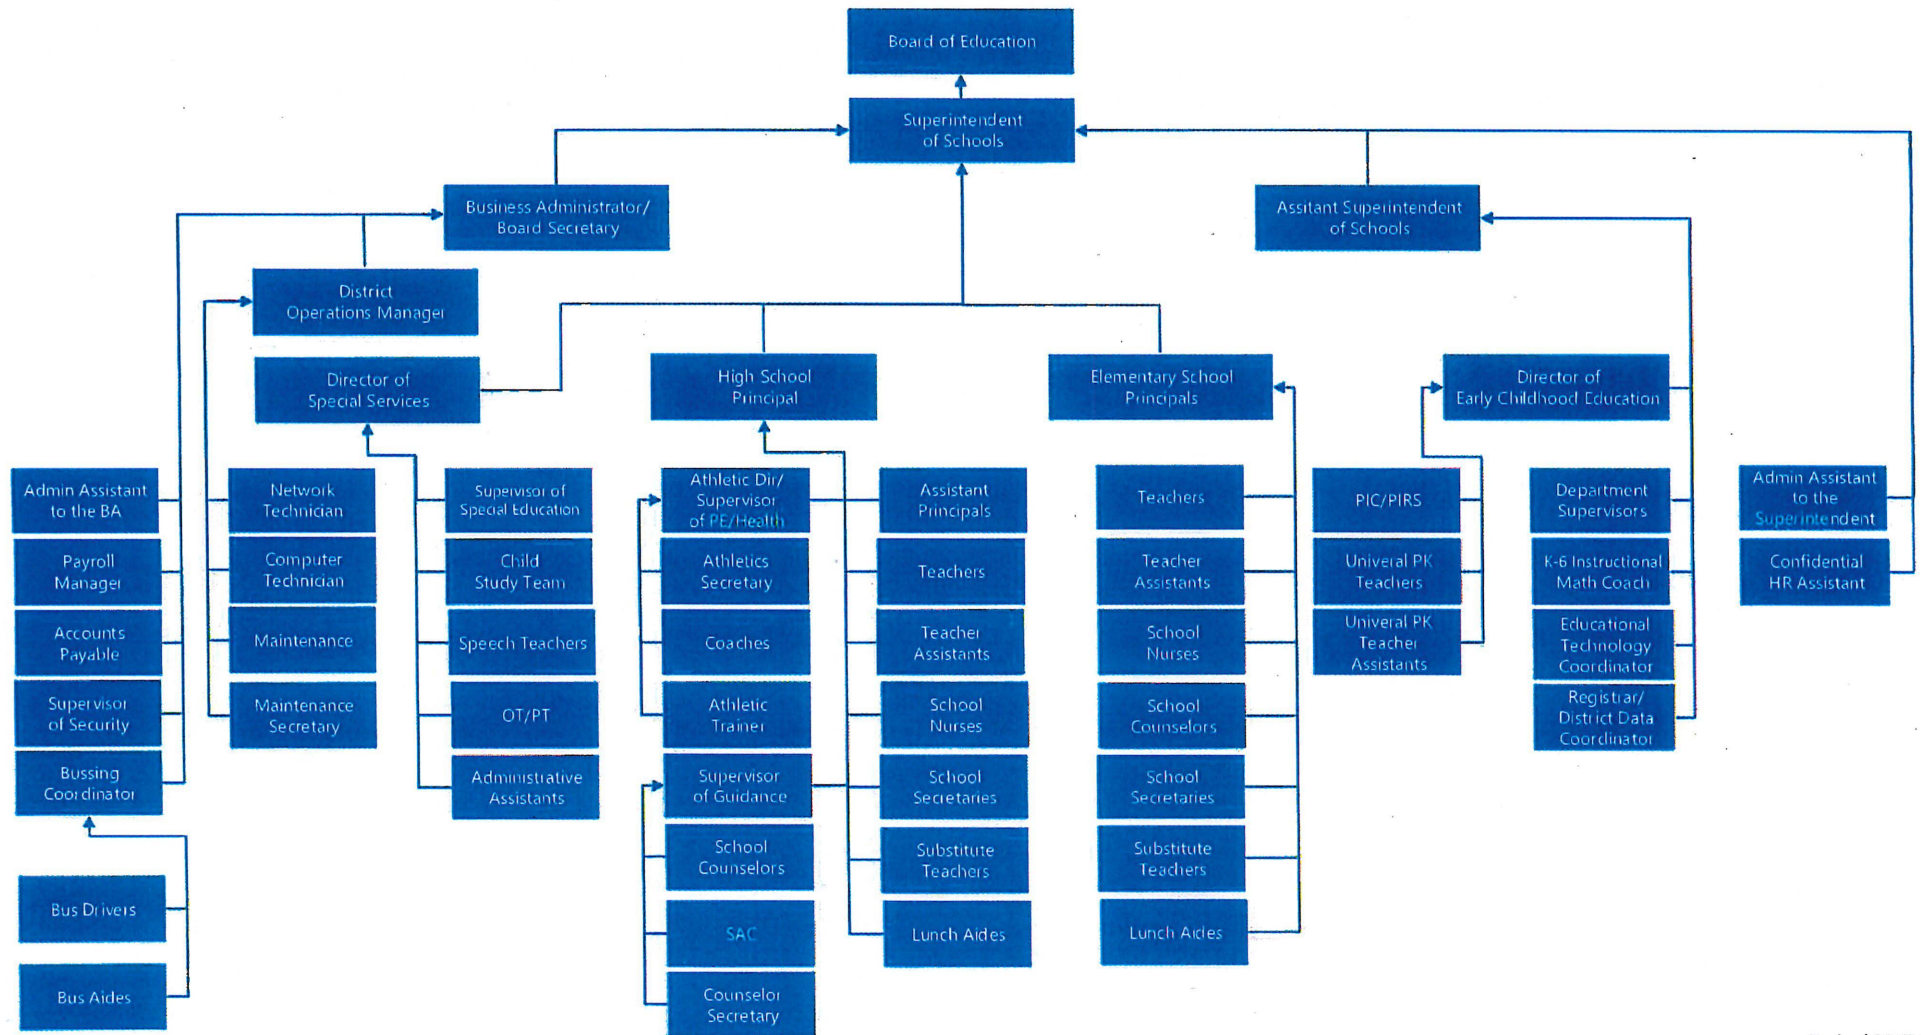 Board of Education
Superintendent
of Schools
Business Administrator/
Board Secretary
Assitant Superintendent
of Schools
District
Operations Manager
Director of
Special Services
High School
Principal
Elementary School
Principals
Director of
Early Childhood Education
Admin Assistant
to the BA
Payroll
Manager
Accounts
Payable
Supervisor
of Security
Bussing
Coordinator
Bus Drivers
Bus Aides
Network
Technician
Computer
Technician
Maintenance
Maintenance
Secretary
Supervisor of
Special Education
Child
Study Team
Speech Teachers
OT/PT
Administrative
Assistants
Athletic Dir/
Supervisor
of PE/Health
Athletics
Secretary
Coaches
Athletic
Trainer
Supervisor
of Guidance
School
Counselors
SAC
Counselor
Secretary
Assistant
Principals
Teachers
Teacher
Assistants
School
Nurses
School
Secretaries
Substitute
Teachers
Lunch Aides
Teachers
Teacher
Assistants
School
Nurses
School
Counselors
School
Secretaries
Substitute
Teachers
Lunch Aides
PIC/PIRS
Univeral PK
Teachers
Univeral PK
Teacher
Assistants
Department
Supervisors
K-6 Instructional
Math Coach
Educational
Technology
Coordinator
Registrar/
District Data
Coordinator
Admin Assistant
to the
Superintendent
Confidential
HR Assistant